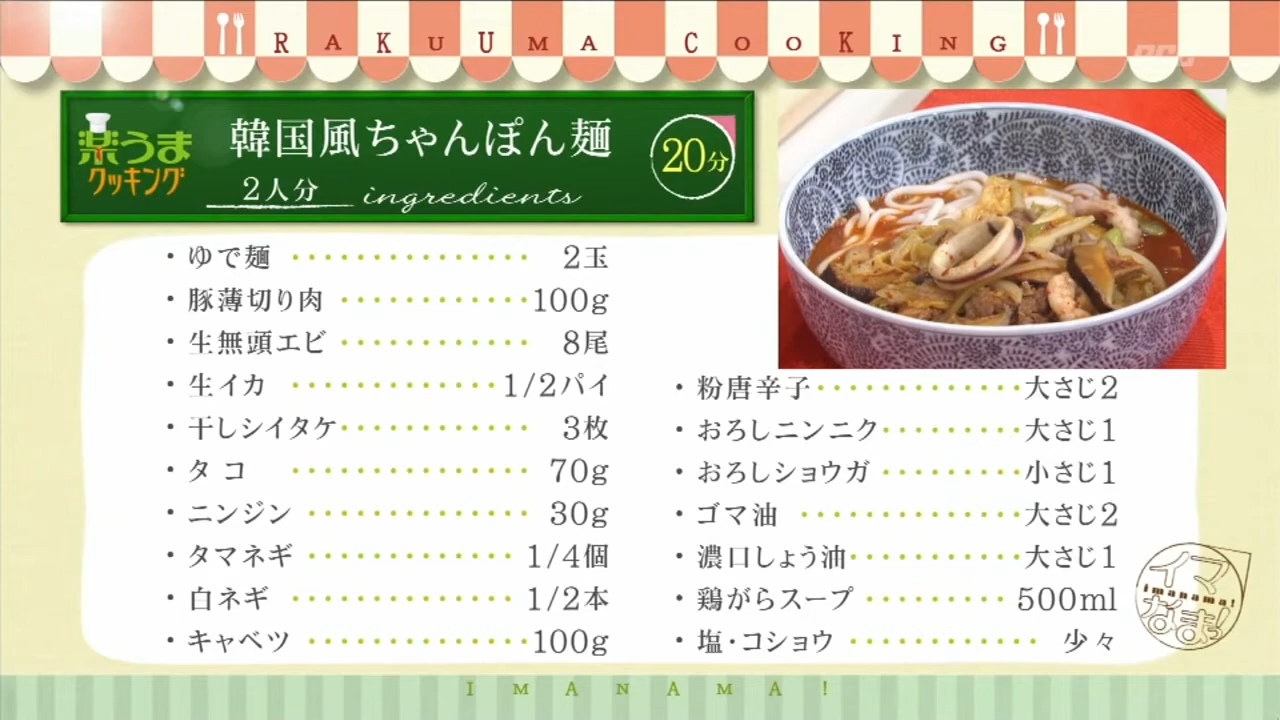 RAKUUMA COOKING
RCC
楽うま
クッキング
韓国風ちゃんぽん麺
2人分
ingredients
20分
・ゆで麺 2玉
・豚薄切り肉 100g
・生無頭エビ 8尾
・生イカ 1/2パイ
・干しシイタケ 3枚
・タコ 70g
・ニンジン 30g
・タマネギ 1/4個
・白ネギ 1/2本
・キャベツ 100g
・粉唐辛子 大さじ2
・おろしニンニク 大さじ1
・おろしショウガ 小さじ1
・ゴマ油 大さじ2
・濃口しょう油 大さじ1
・鶏がらスープ 500ml
・塩・コショウ 少々
イマ
imanama!
なまっ!
IMANAMA!